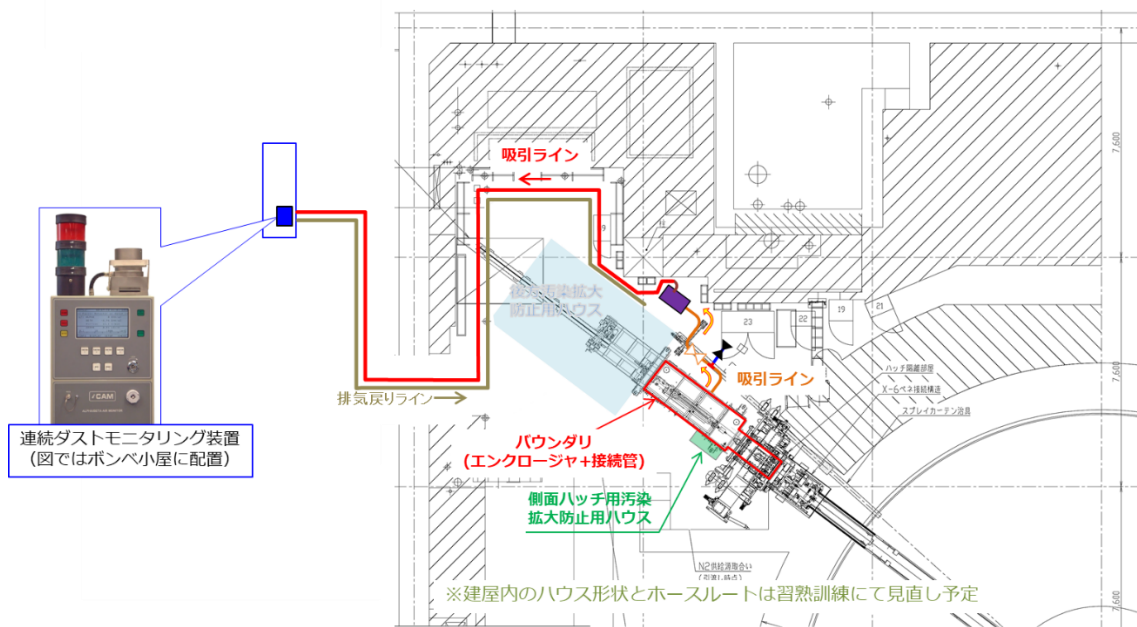 吸引ライン
7,600
後方汚染拡大
防止用ハウス
19
21
22
23
7,600
ハッチ隔離部屋
X-6ペネ接続構造
スプレイカーテン治具
吸引ライン
排気戻りライン
iCAM
連続ダストモニタリング装置
(図ではボンベ小屋に配置)
バウンダリ
(エンクロージャ+接続管)
側面ハッチ用汚染
拡大防止用ハウス
N2供給源取合い
(引渡し時点)
7,600
※建屋内のハウス形状とホースルートは習熟訓練にて見直し予定